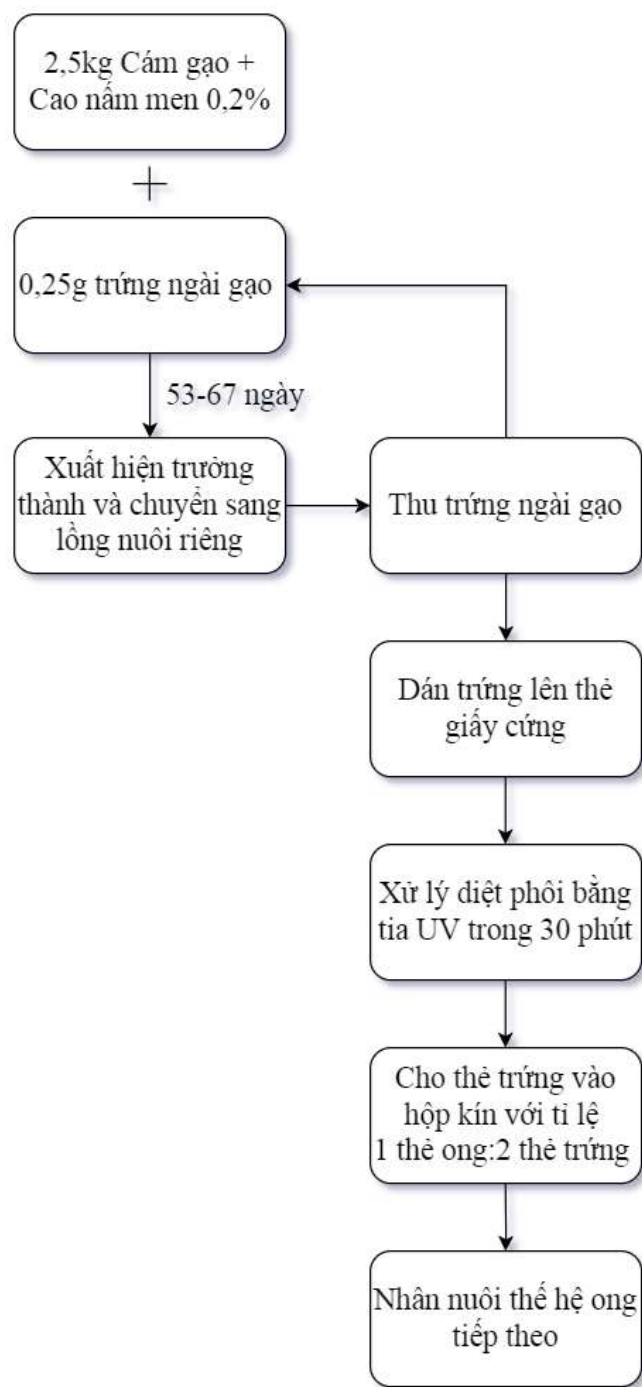 2,5kg Cám gạo +
Cao nấm men 0,2%
+
0,25g trứng ngài gạo
53-67 ngày
Xuất hiện trưởng
thành và chuyển sang
lồng nuôi riêng
Thu trứng ngài gạo
Dán trứng lên thẻ
giấy cứng
Xử lý diệt phôi bằng
tia UV trong 30 phút
Cho thẻ trứng vào
hộp kín với tỉ lệ
1 thẻ ong:2 thẻ trứng
Nhân nuôi thế hệ ong
tiếp theo